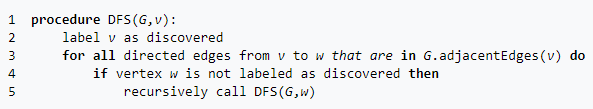 1 procedure DFS(G,v):
2     label v as discovered
3     for all directed edges from v to w that are in G.adjacentEdges(v) do
4         if vertex w is not labeled as discovered then
5             recursively call DFS(G,w)